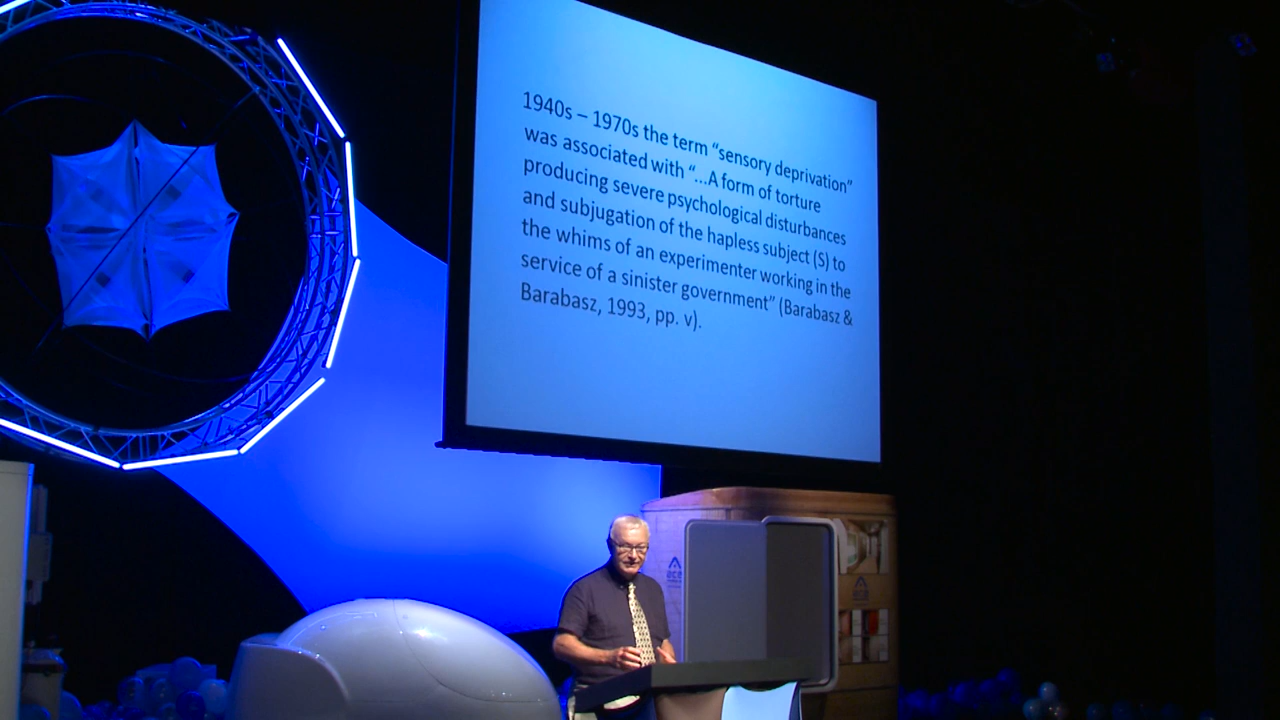 1940s – 1970s the term “sensory deprivation”
was associated with “...A form of torture
producing severe psychological disturbances
and subjugation of the hapless subject (S) to
the whims of an experimenter working in the
service of a sinister government” (Barabasz &
Barabasz, 1993, pp. v).